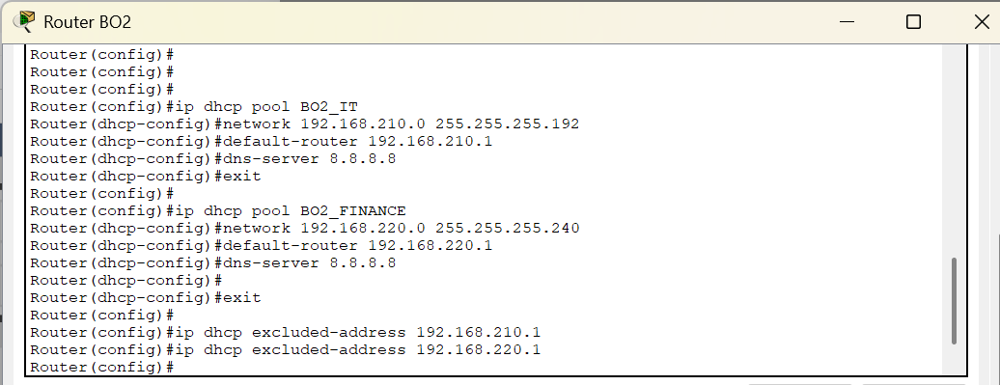 Router BO2
Router(config)#
Router(config)#
Router(config)#
Router(config)#ip dhcp pool BO2_IT
Router(dhcp-config)#network 192.168.210.0 255.255.255.192
Router(dhcp-config)#default-router 192.168.210.1
Router(dhcp-config)#dns-server 8.8.8.8
Router(dhcp-config)#exit
Router(config)#
Router(config)#ip dhcp pool BO2_FINANCE
Router(dhcp-config)#network 192.168.220.0 255.255.255.240
Router(dhcp-config)#default-router 192.168.220.1
Router(dhcp-config)#dns-server 8.8.8.8
Router(dhcp-config)#
Router(dhcp-config)#exit
Router(config)#
Router(config)#ip dhcp excluded-address 192.168.210.1
Router(config)#ip dhcp excluded-address 192.168.220.1
Router(config)#